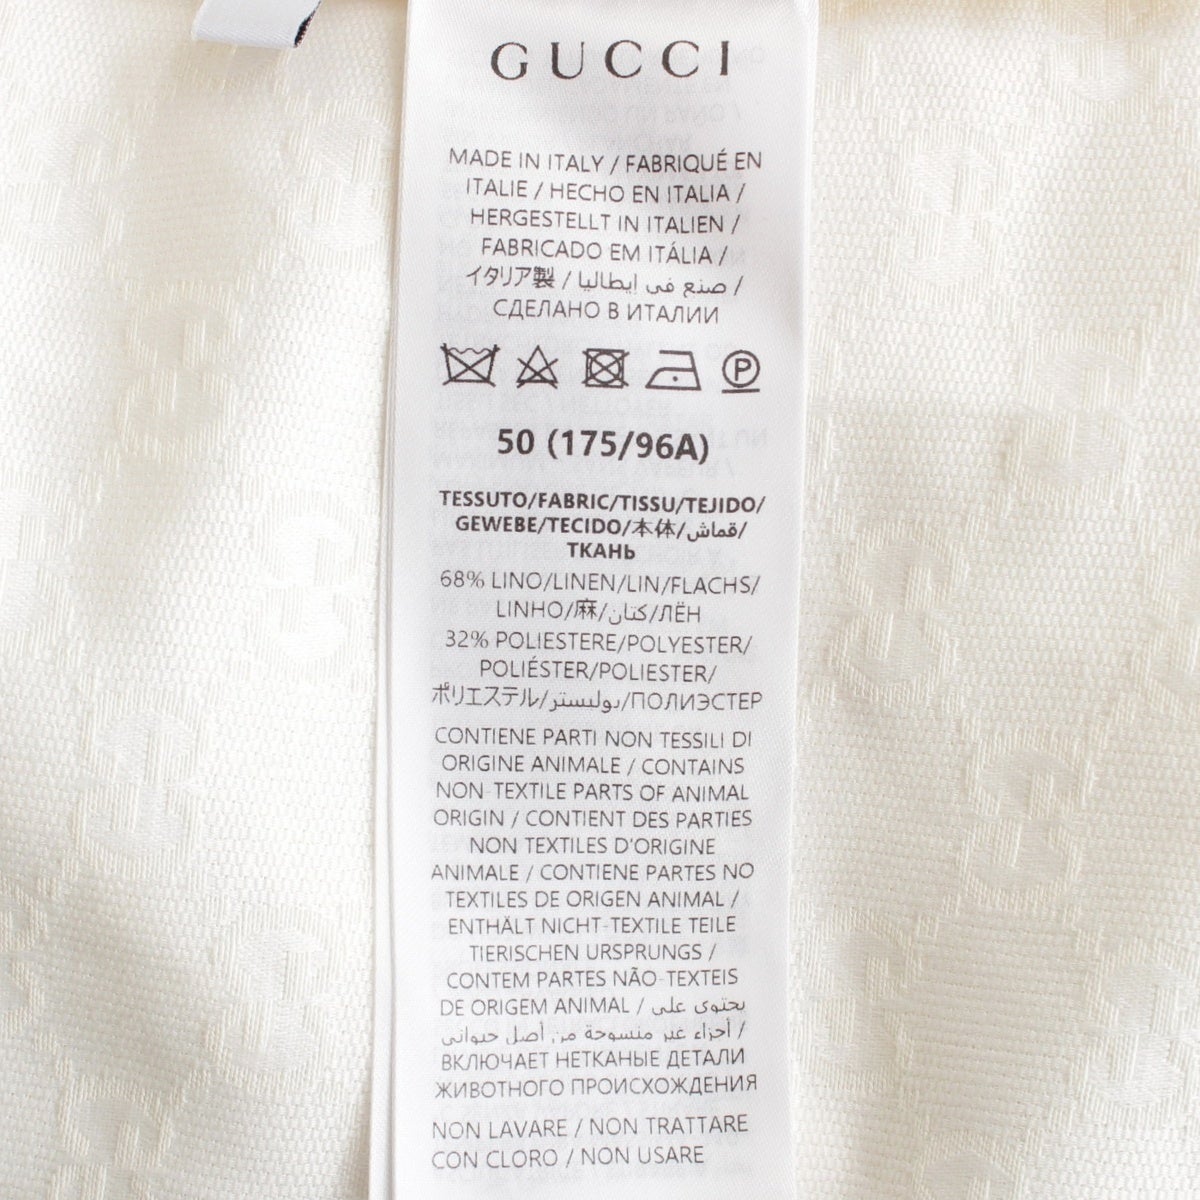 GUCCI
MADE IN ITALY / FABRIQUÉ EN
ITALIE / HECHO EN ITALIA /
HERGESTELLT IN ITALIEN /
FABRICADO EM ITÁLIA /
イタリア製 / صنع في إيطاليا /
СДЕЛАНО В ИТАЛИИ
P
50 (175/96A)
TESSUTO/FABRIC/TISSU/TEJIDO/
GEWEBE/TECIDO/本体/قماش/
ТКАНЬ
68% LINO/LINEN/LIN/FLACHS/
LINHO/麻/كتان/ЛЁН
32% POLIESTERE/POLYESTER/
POLIÉSTER/POLIESTER/
ポリエステル/بوليستر/ПОЛИЭСТЕР
CONTIENE PARTI NON TESSILI DI
ORIGINE ANIMALE / CONTAINS
NON-TEXTILE PARTS OF ANIMAL
ORIGIN / CONTIENT DES PARTIES
NON TEXTILES D'ORIGINE
ANIMALE / CONTIENE PARTES NO
TEXTILES DE ORIGEN ANIMAL /
ENTHÄLT NICHT-TEXTILE TEILE
TIERISCHEN URSPRUNGS /
CONTEM PARTES NÃO-TEXTEIS
DE ORIGEM ANIMAL / يحتوي على
أجزاء غير منسوجة من أصل حيواني /
ВКЛЮЧАЕТ НЕТКАНЫЕ ДЕТАЛИ
ЖИВОТНОГО ПРОИСХОЖДЕНИЯ
NON LAVARE / NON TRATTARE
CON CLORO / NON USARE